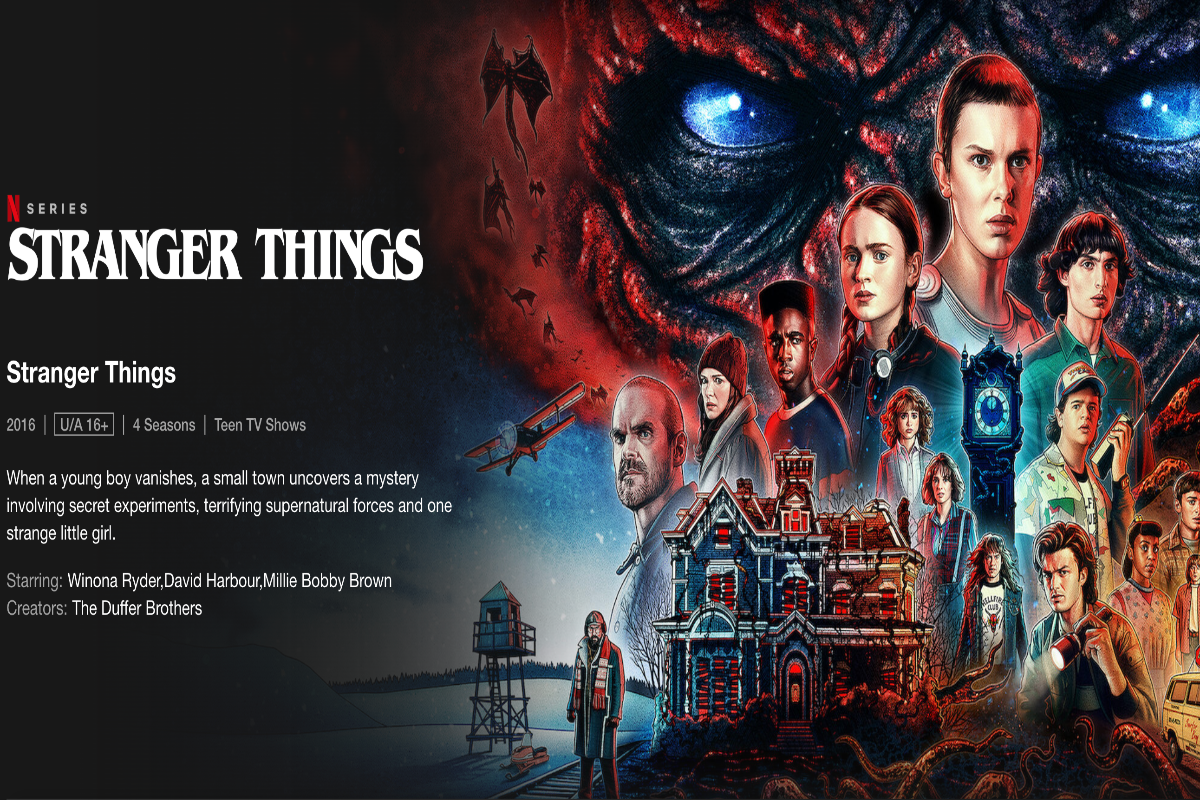 N SERIES
STRANGER THINGS
Stranger Things
2016 | U/A 16+ | 4 Seasons | Teen TV Shows
When a young boy vanishes, a small town uncovers a mystery
involving secret experiments, terrifying supernatural forces and one
strange little girl.
Starring: Winona Ryder,David Harbour,Millie Bobby Brown
Creators: The Duffer Brothers
HELLFIRE
CLUB